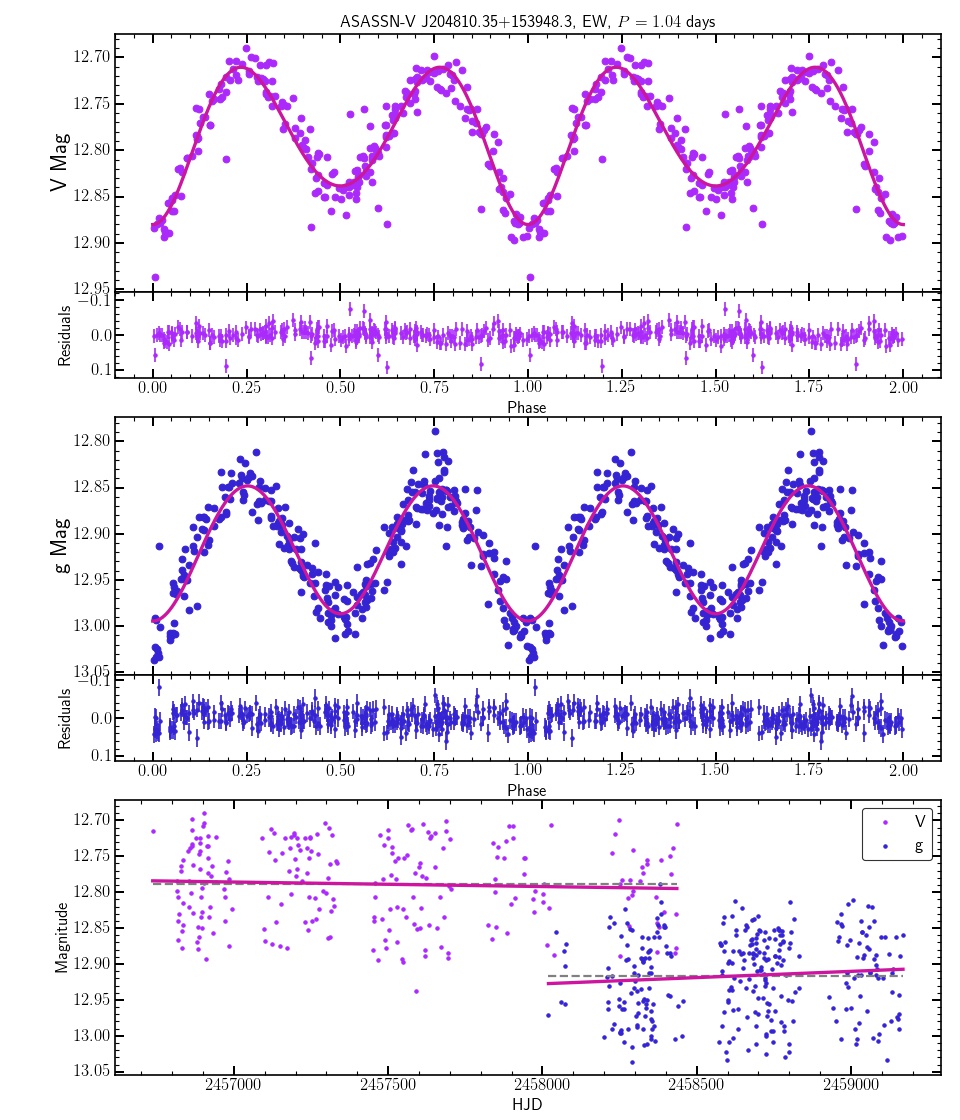 ASASSN-V J204810.35+153948.3, EW, P = 1.04 days
12.70
12.75
12.80
12.85
12.90
12.95
V Mag
−0.1
0.0
0.1
Residuals
0.00 0.25 0.50 0.75 1.00 1.25 1.50 1.75 2.00
Phase
12.80
12.85
12.90
12.95
13.00
13.05
g Mag
−0.1
0.0
0.1
Residuals
0.00 0.25 0.50 0.75 1.00 1.25 1.50 1.75 2.00
Phase
12.70
12.75
12.80
12.85
12.90
12.95
13.00
13.05
Magnitude
V
g
2457000 2457500 2458000 2458500 2459000
HJD